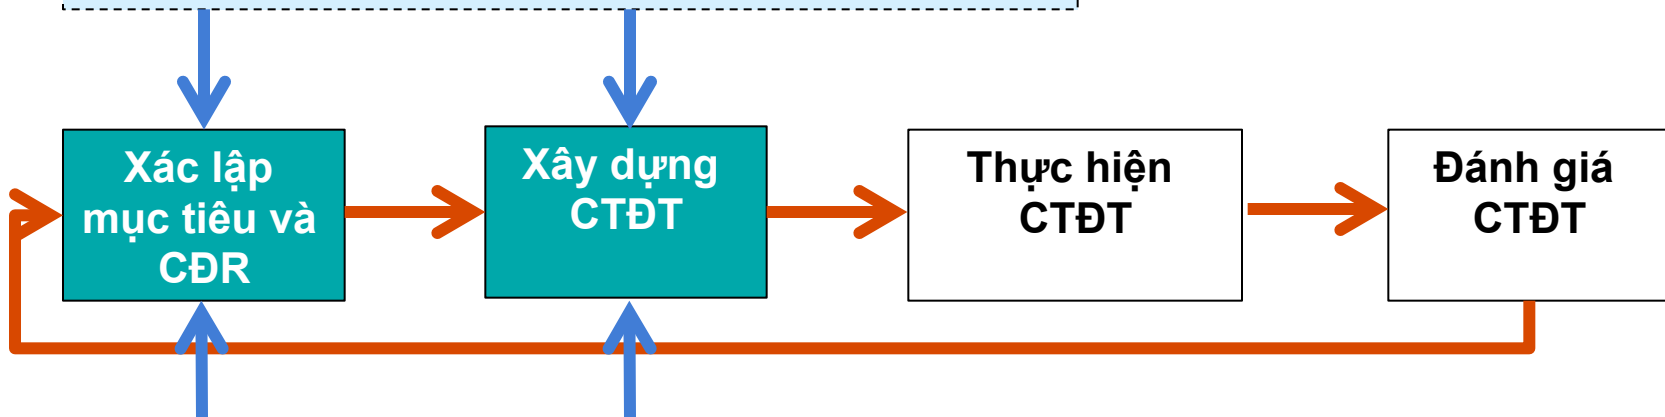 Xác lập
mục tiêu và
CĐR
Xây dựng
CTĐT
Thực hiện
CTĐT
Đánh giá
CTĐT